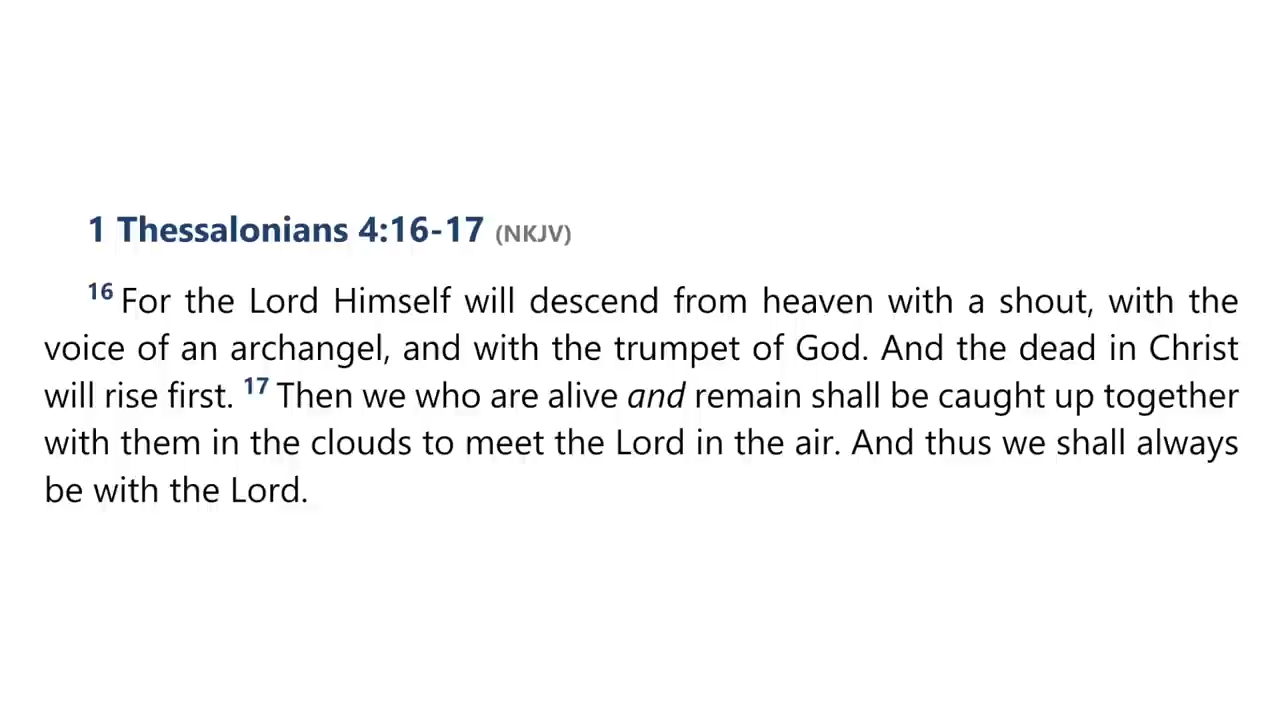 1 Thessalonians 4:16-17 (NKJV)
16 For the Lord Himself will descend from heaven with a shout, with the
voice of an archangel, and with the trumpet of God. And the dead in Christ
will rise first. 17 Then we who are alive and remain shall be caught up together
with them in the clouds to meet the Lord in the air. And thus we shall always
be with the Lord.